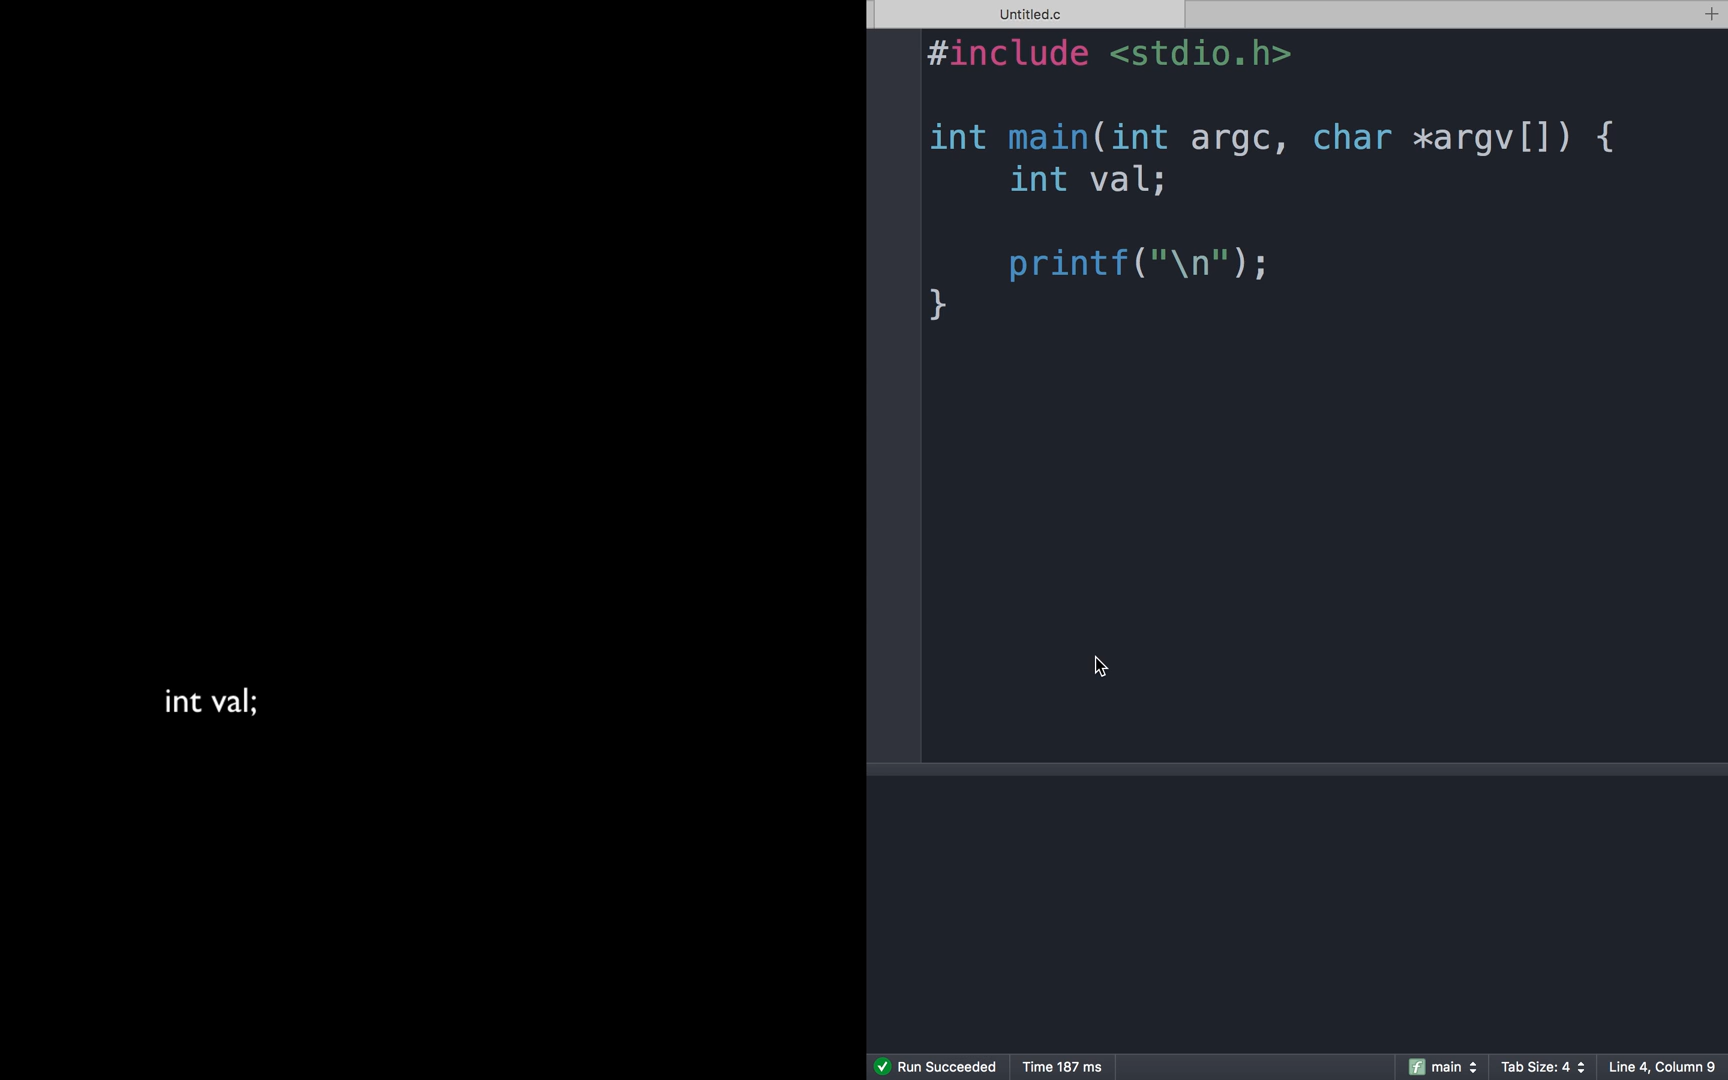 int val;
Untitled.c
#include <stdio.h>
int main(int argc, char *argv[]) {
    int val;
    printf("\n");
}
Run Succeeded
Time 187 ms
main
Tab Size: 4
Line 4, Column 9